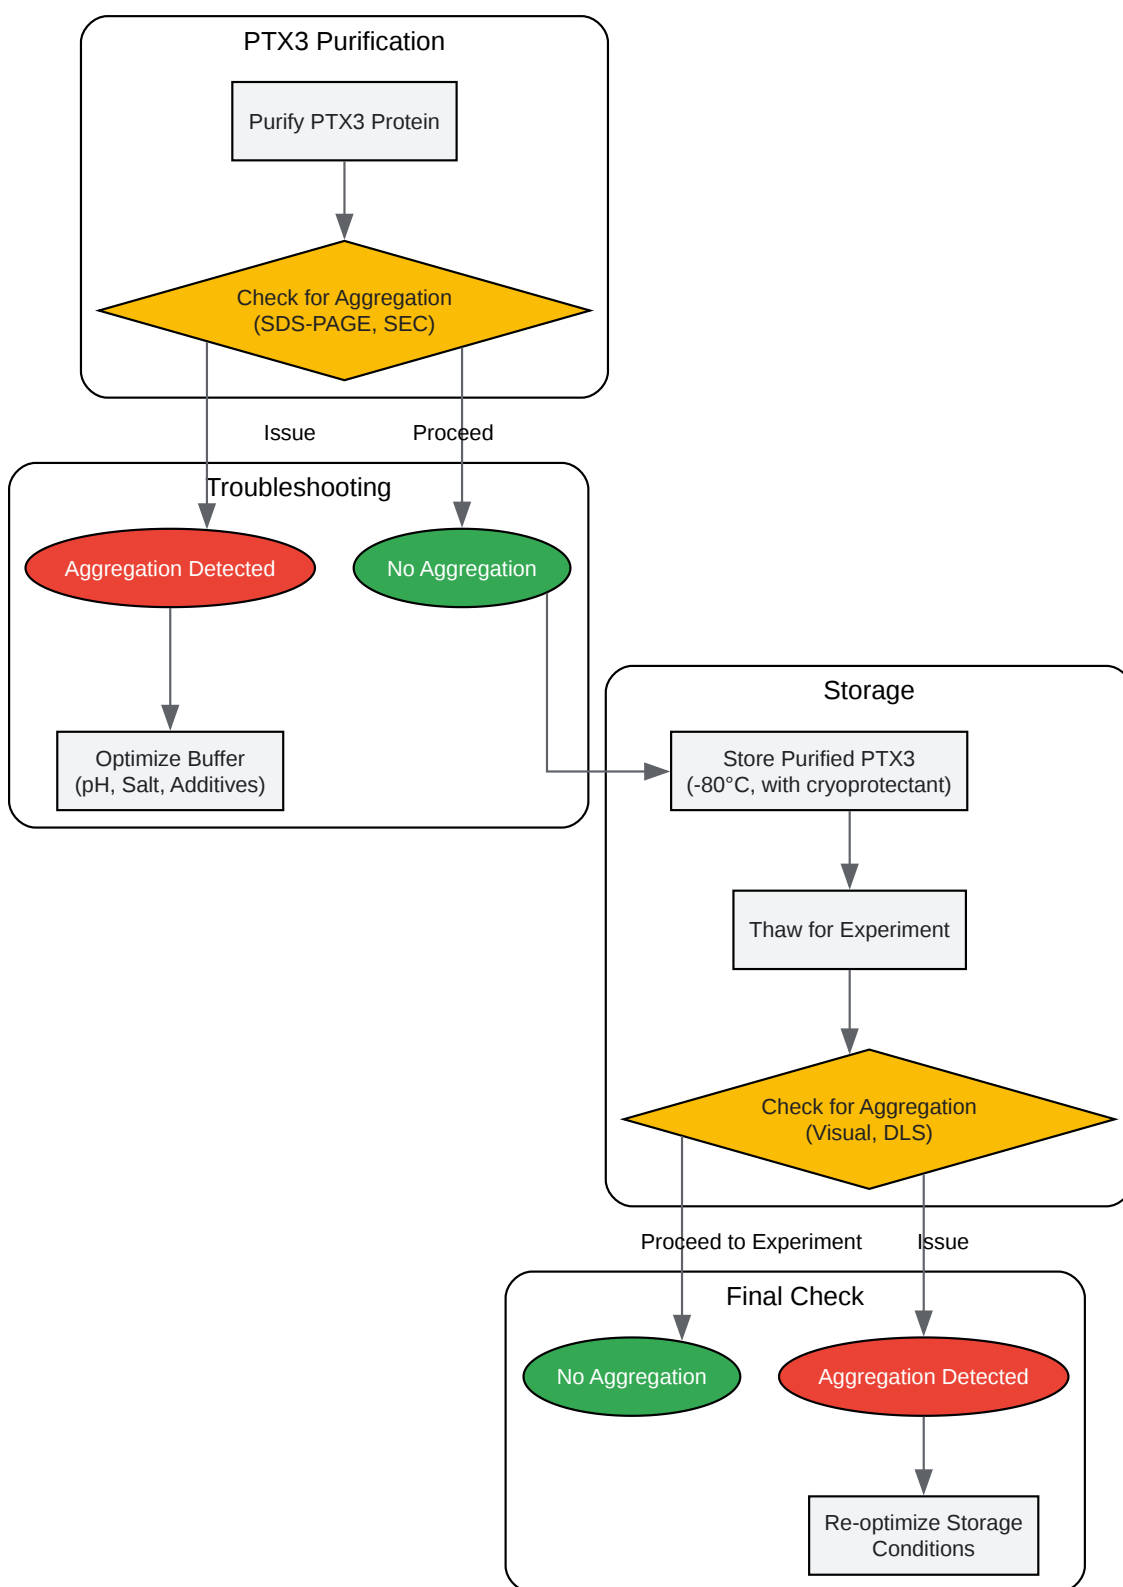 PTX3 Purification
Purify PTX3 Protein
Check for Aggregation
(SDS-PAGE, SEC)
Issue
Proceed
Troubleshooting
Aggregation Detected
No Aggregation
Optimize Buffer
(pH, Salt, Additives)
Storage
Store Purified PTX3
(-80°C, with cryoprotectant)
Thaw for Experiment
Check for Aggregation
(Visual, DLS)
Proceed to Experiment
Issue
Final Check
No Aggregation
Aggregation Detected
Re-optimize Storage
Conditions